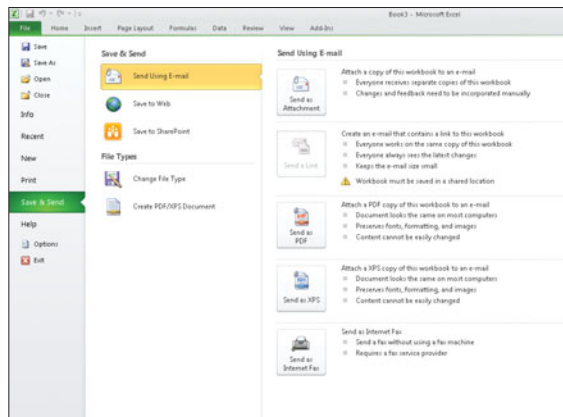 Book3 - Microsoft Excel
File Home Insert Page Layout Formulas Data Review View Add-Ins
Save
Save As
Open
Close
Info
Recent
New
Print
Save & Send
Help
Options
Exit
Save & Send
Send Using E-mail
Save to Web
Save to SharePoint
File Types
Change File Type
Create PDF/XPS Document
Send Using E-mail
Send as
Attachment
Attach a copy of this workbook to an e-mail
Everyone receives separate copies of this workbook
Changes and feedback need to be incorporated manually
Send a Link
Create an e-mail that contains a link to this workbook
Everyone works on the same copy of this workbook
Everyone always sees the latest changes
Keeps the e-mail size small
Workbook must be saved in a shared location
Send as
PDF
Attach a PDF copy of this workbook to an e-mail
Document looks the same on most computers
Preserves fonts, formatting, and images
Content cannot be easily changed
Send as XPS
Attach a XPS copy of this workbook to an e-mail
Document looks the same on most computers
Preserves fonts, formatting, and images
Content cannot be easily changed
Send as
Internet Fax
Send as Internet Fax
Send a fax without using a fax machine
Requires a fax service provider